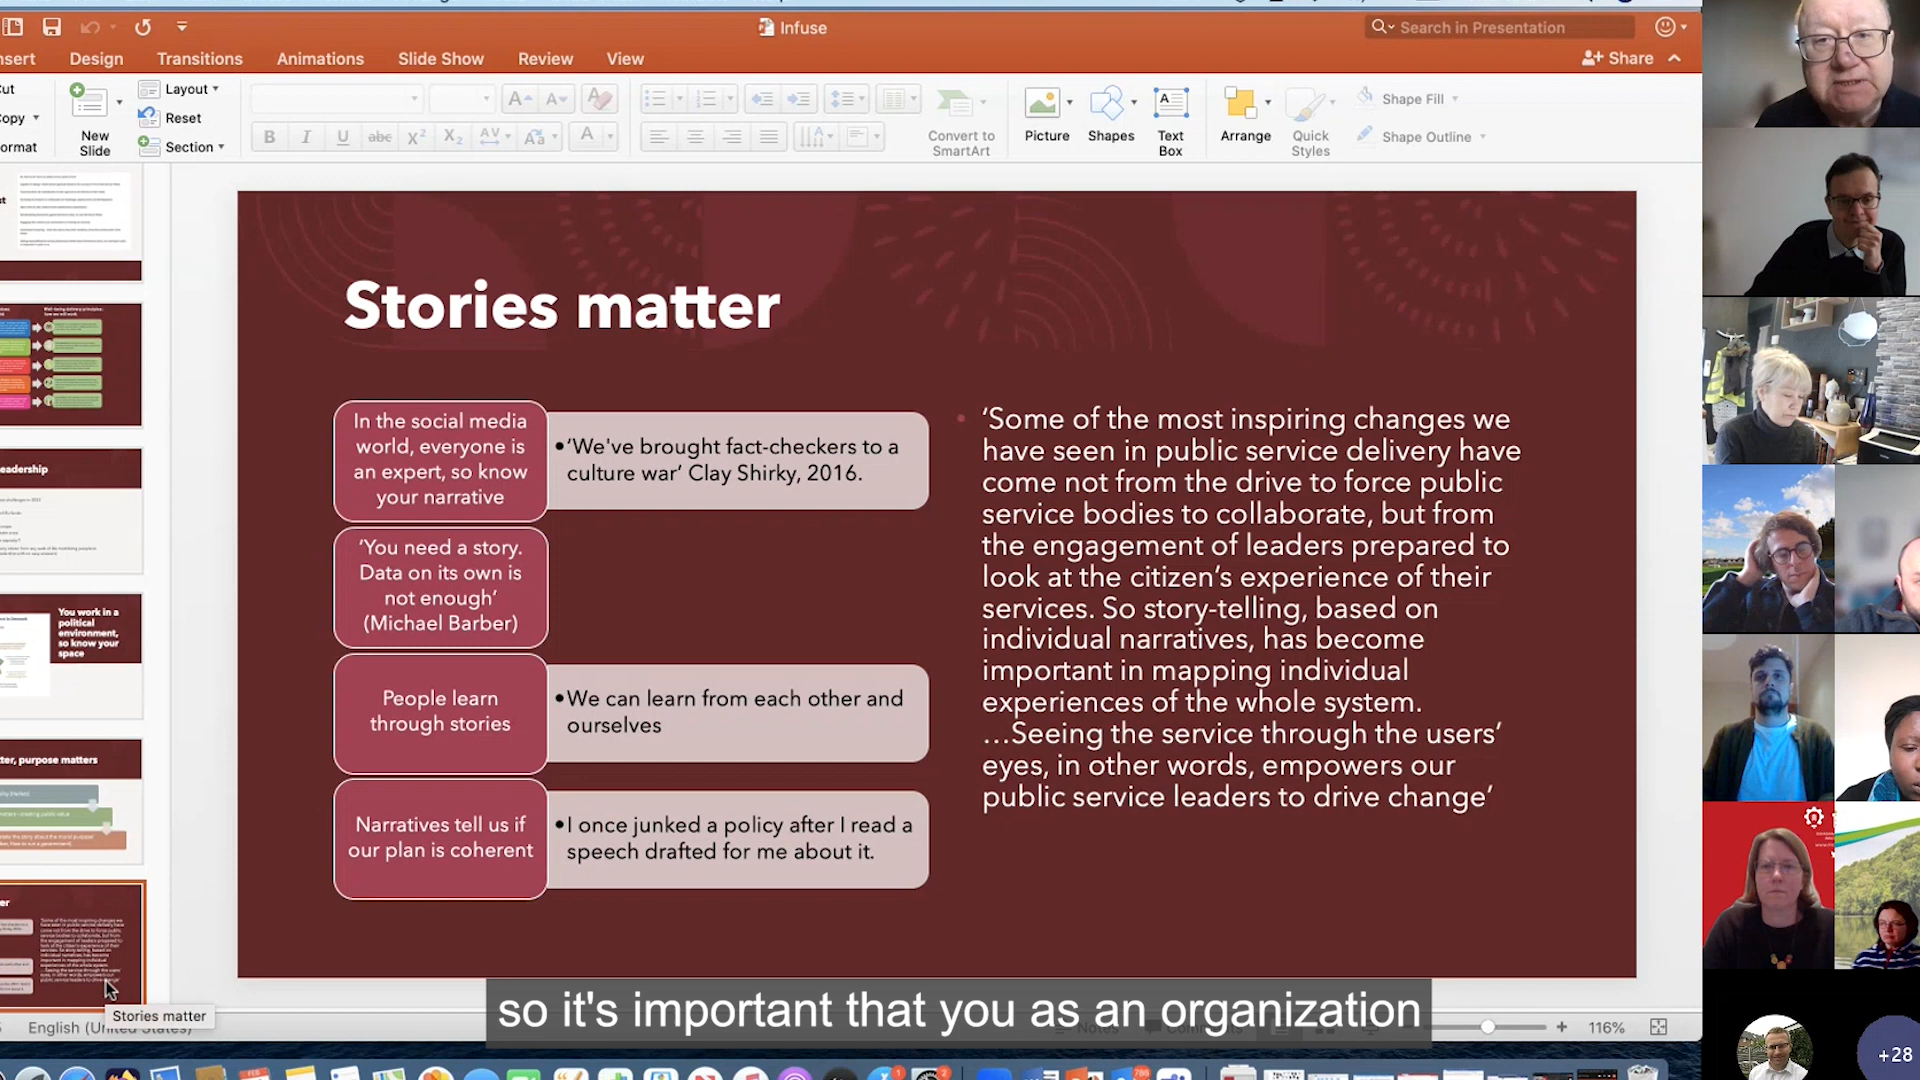 Infuse
Search in Presentation
Insert
Design
Transitions
Animations
Slide Show
Review
View
Share
Layout
Reset
Section
New
Slide
Convert to
SmartArt
Picture
Shapes
Text
Box
Arrange
Quick
Styles
Shape Fill
Shape Outline
Stories matter
In the social media
world, everyone is
an expert, so know
your narrative
•‘We've brought fact-checkers to a
culture war’ Clay Shirky, 2016.
‘You need a story.
Data on its own is
not enough’
(Michael Barber)
People learn
through stories
•We can learn from each other and
ourselves
Narratives tell us if
our plan is coherent
•I once junked a policy after I read a
speech drafted for me about it.
• ‘Some of the most inspiring changes we
have seen in public service delivery have
come not from the drive to force public
service bodies to collaborate, but from
the engagement of leaders prepared to
look at the citizen’s experience of their
services. So story-telling, based on
individual narratives, has become
important in mapping individual
experiences of the whole system.
…Seeing the service through the users’
eyes, in other words, empowers our
public service leaders to drive change’
eadership
You work in a
political
environment,
so know your
space
tter, purpose matters
Stories matter
English (United States)
so it's important that you as an organization
116%
+28